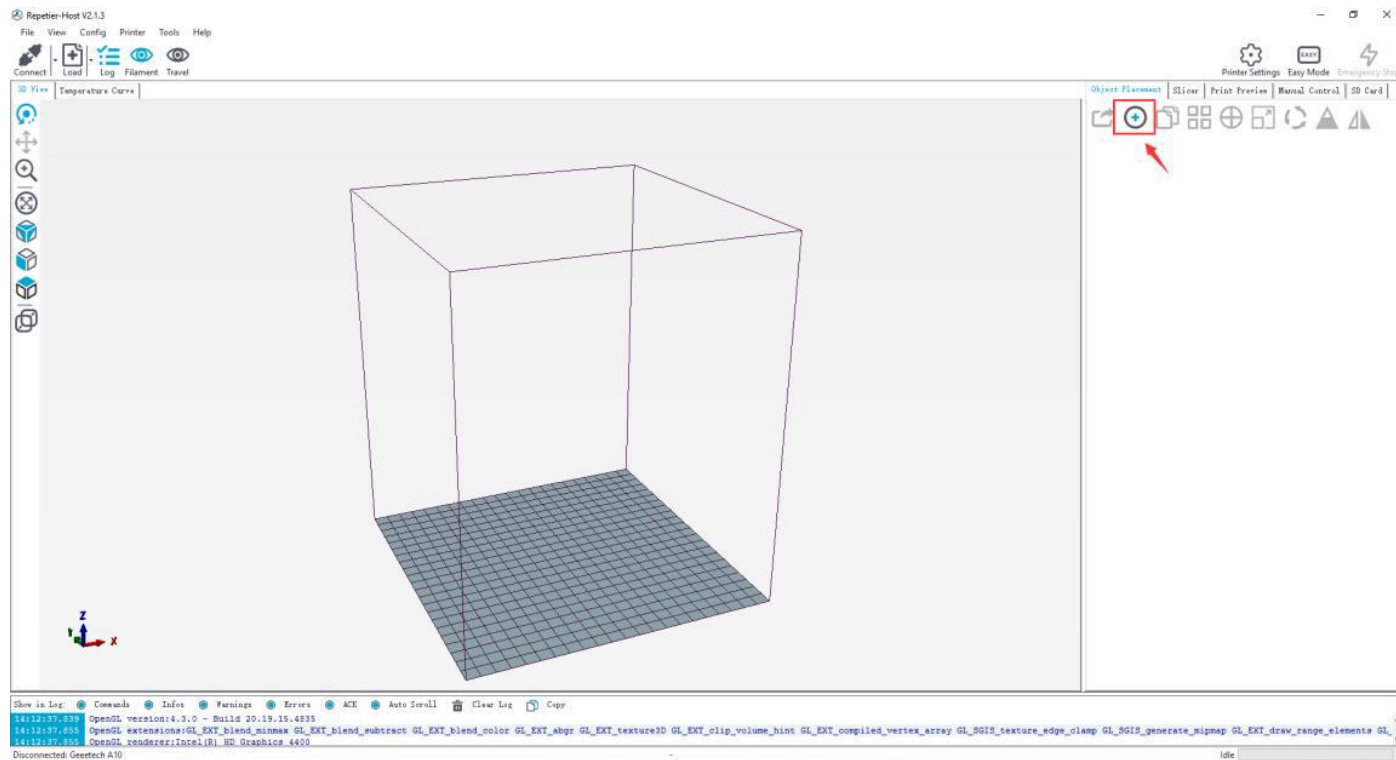 Repetier-Host V2.1.3
File View Config Printer Tools Help
Connect Load Log Filament Travel
Printer Settings Easy Mode Emergency Sto
EASY
3D View Temperature Curve
Object Placement Slicer Print Preview Manual Control SD Card
Z
Y
X
Show in Log: Commands Infos Warnings Errors ACK Auto Scroll Clear Log Copy
14:12:37.839 OpenGL version:4.3.0 - Build 20.19.15.4835
14:12:37.855 OpenGL extensions:GL_EXT_blend_minmax GL_EXT_blend_subtract GL_EXT_blend_color GL_EXT_abgr GL_EXT_texture3D GL_EXT_clip_volume_hint GL_EXT_compiled_vertex_array GL_SGIS_texture_edge_clamp GL_SGIS_generate_mipmap GL_EXT_draw_range_elements GL_
14:12:37.855 OpenGL renderer:Intel(R) HD Graphics 4400
Disconnected: Geeetech A10
-
Idle